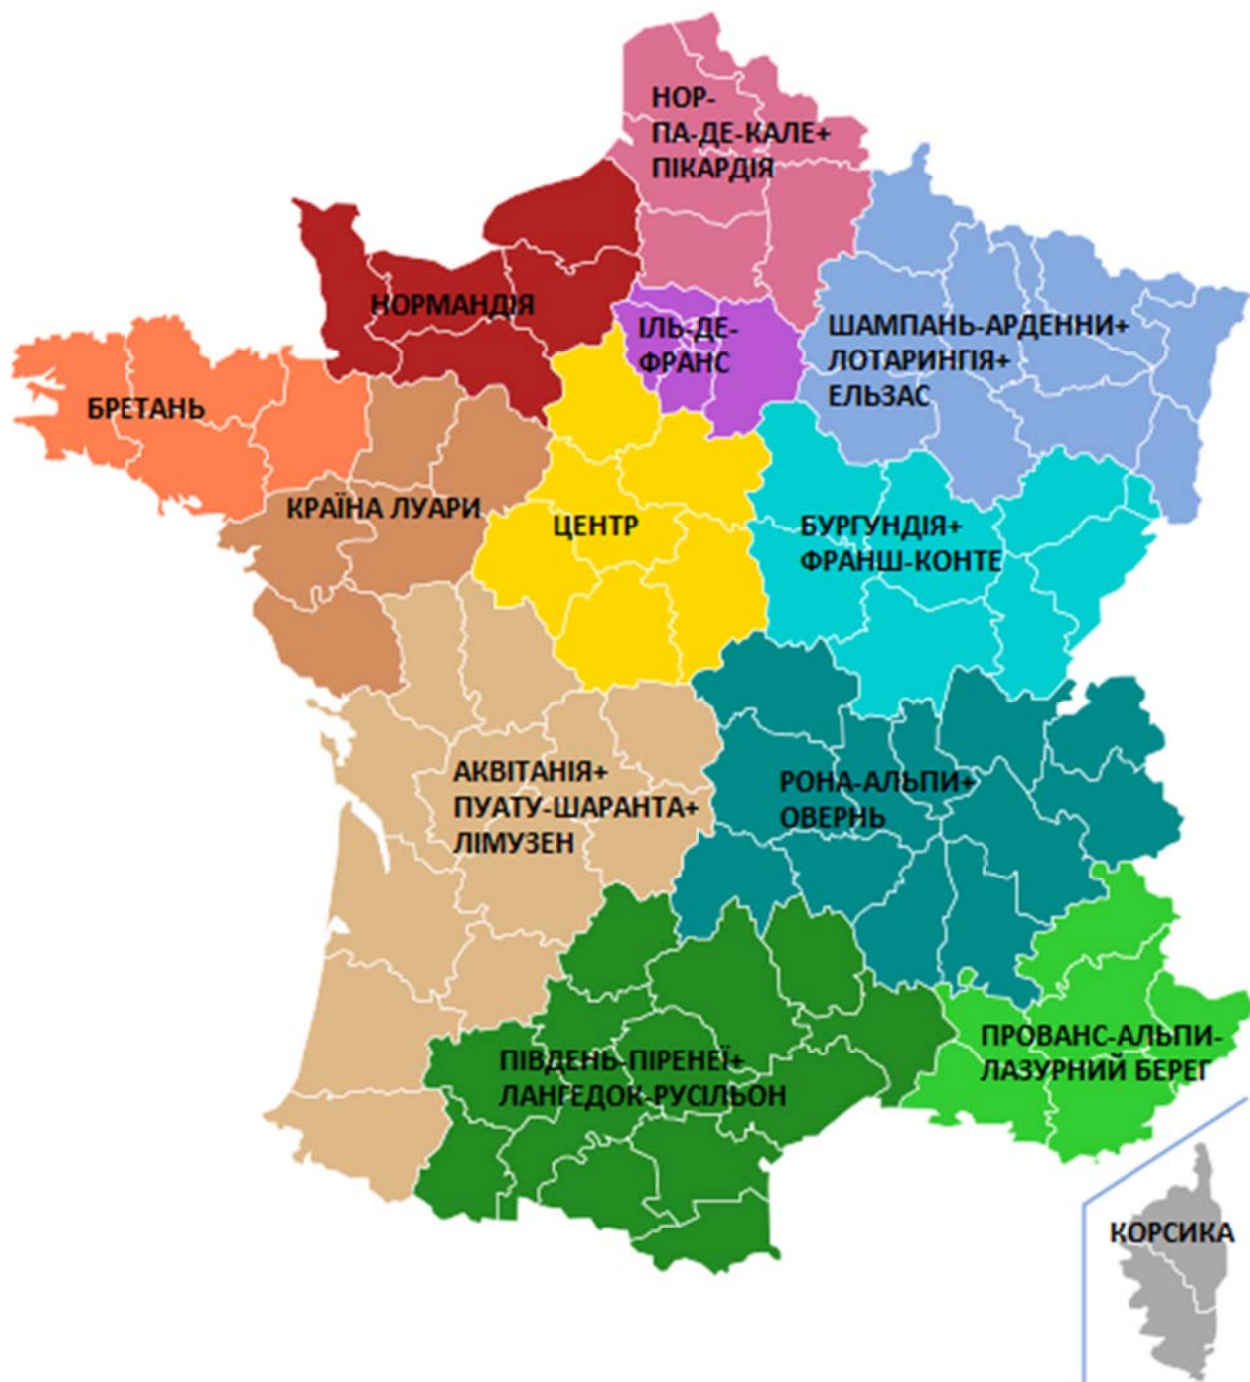 НОР-
ПА-ДЕ-КАЛЕ+
ПІКАРДІЯ
НОРМАНДІЯ
ІЛЬ-ДЕ-
ФРАНС
ШАМПАНЬ-АРДЕННИ+
ЛОТАРИНГІЯ+
ЕЛЬЗАС
БРЕТАНЬ
КРАЇНА ЛУАРИ
ЦЕНТР
БУРГУНДІЯ+
ФРАНШ-КОНТЕ
АКВІТАНІЯ+
ПУАТУ-ШАРАНТА+
ЛІМУЗЕН
РОНА-АЛЬПИ+
ОВЕРНЬ
ПІВДЕНЬ-ПІРЕНЕЇ+
ЛАНГЕДОК-РУСІЛЬОН
ПРОВАНС-АЛЬПИ-
ЛАЗУРНИЙ БЕРЕГ
КОРСИКА